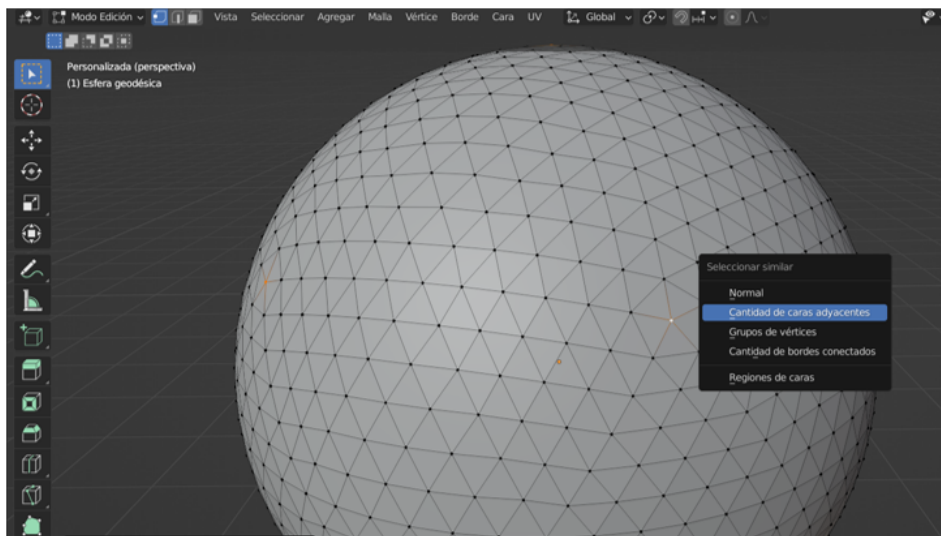 Modo Edición Vista Seleccionar Agregar Malla Vértice Borde Cara UV Global
Personalizada (perspectiva)
(1) Esfera geodésica
Seleccionar similar
Normal
Cantidad de caras adyacentes
Grupos de vértices
Cantidad de bordes conectados
Regiones de caras